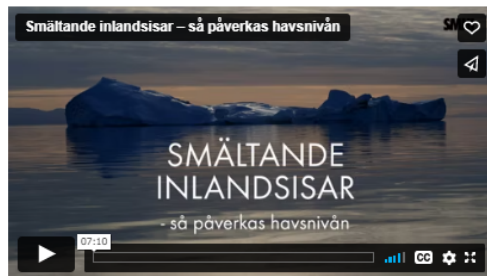 Smältande inlandsisar – så påverkas havsnivån
SMÄLTANDE
INLANDSISAR
- så påverkas havsnivån
07:10
CC